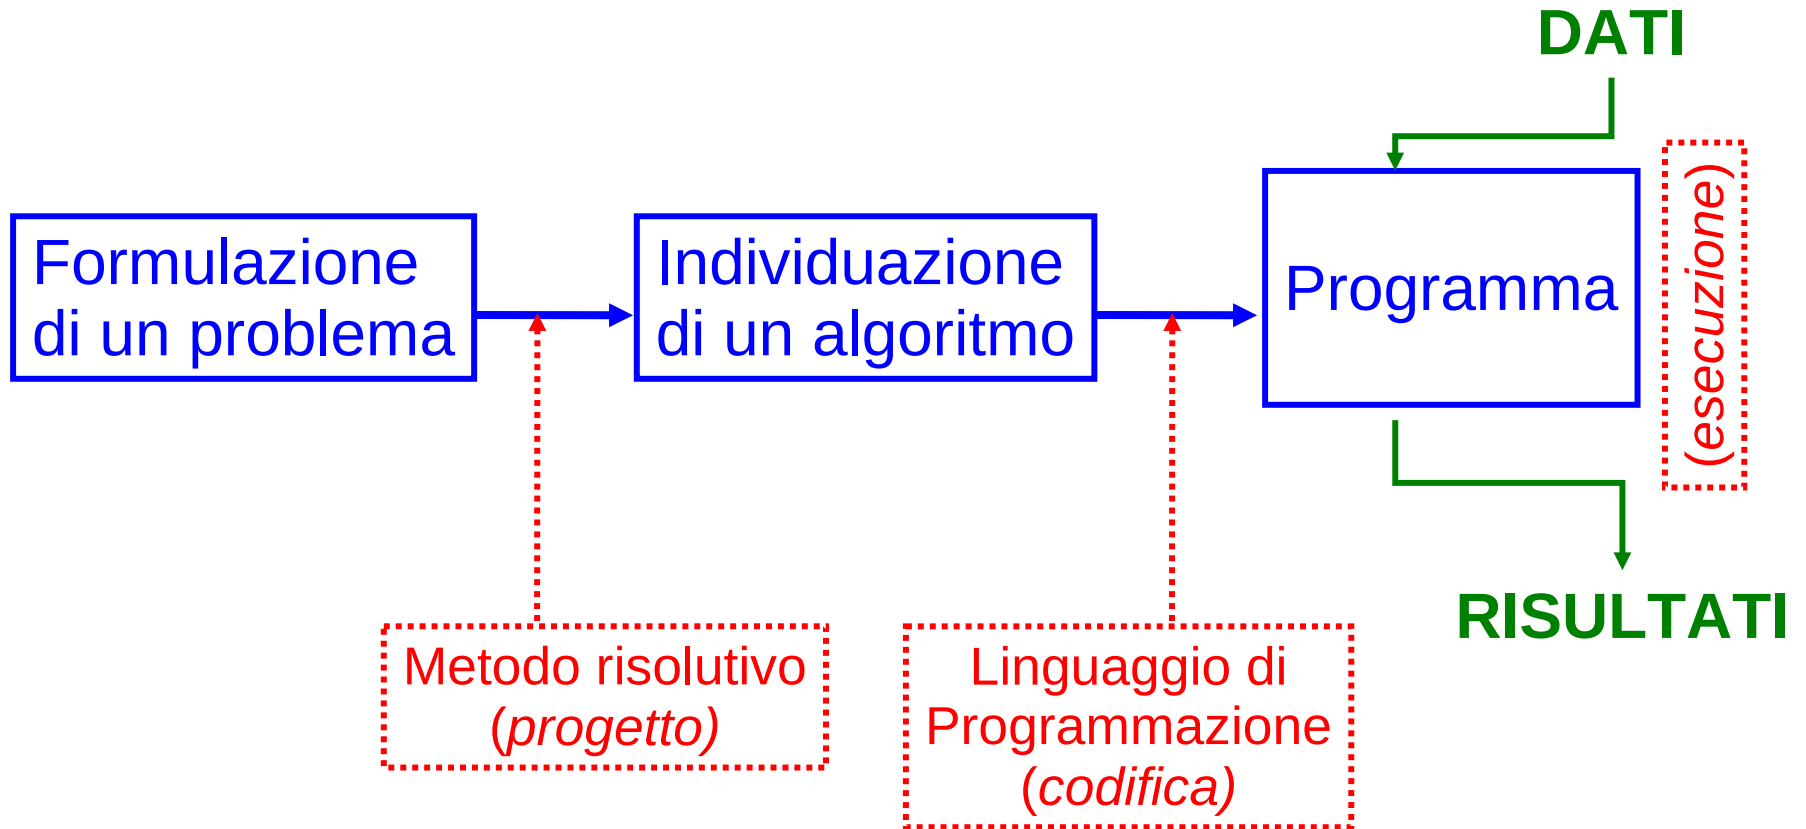 DATI
Formulazione
di un problema
Individuazione
di un algoritmo
Programma
(esecuzione)
RISULTATI
Metodo risolutivo
(progetto)
Linguaggio di
Programmazione
(codifica)